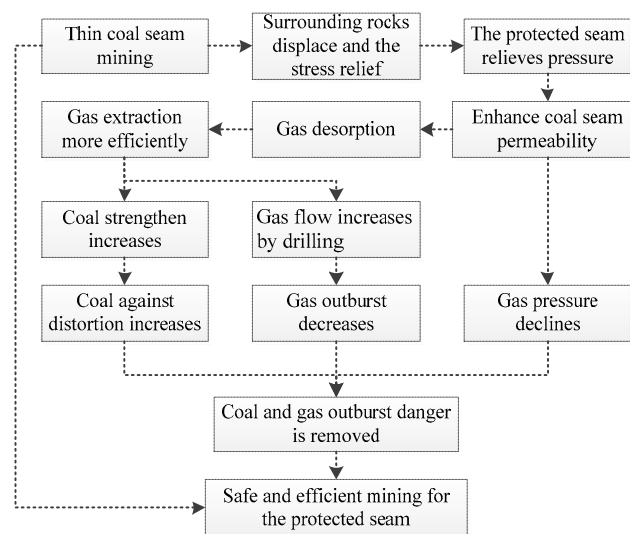 Thin coal seam
mining
Surrounding rocks
displace and the
stress relief
The protected seam
relieves pressure
Gas extraction
more efficiently
Gas desorption
Enhance coal seam
permeability
Coal strengthen
increases
Gas flow increases
by drilling
Coal against
distortion increases
Gas outburst
decreases
Gas pressure
declines
Coal and gas outburst danger
is removed
Safe and efficient mining for
the protected seam